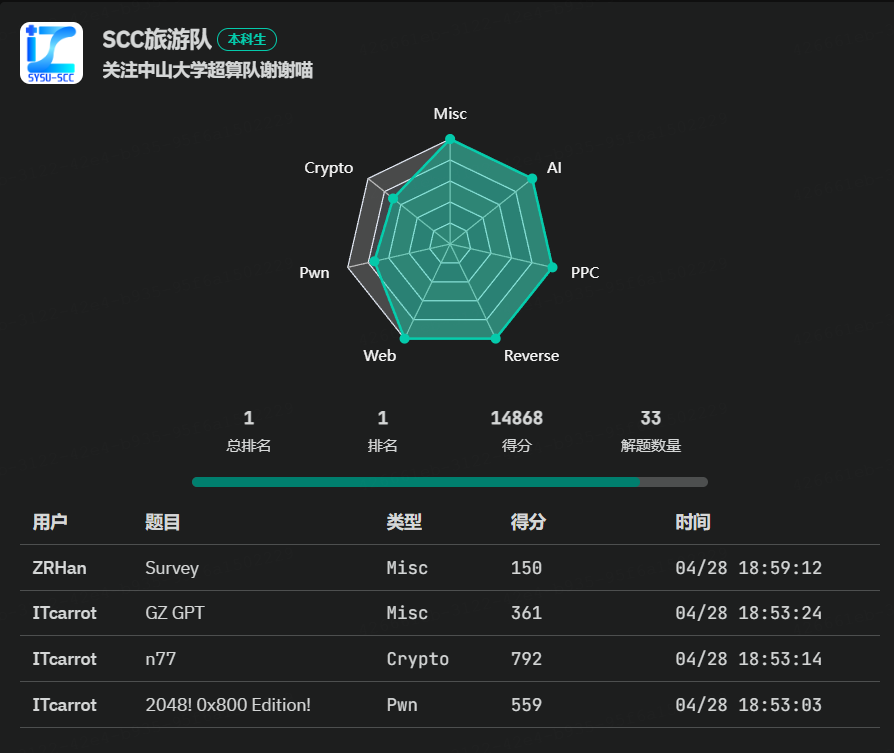 SYSU-SCC
SCC旅游队 本科生
关注中山大学超算队谢谢喵
Misc
Crypto AI
Pwn PPC
Web Reverse
1 1 14868 33
总排名 排名 得分 解题数量
用户 题目 类型 得分 时间
ZRHan Survey Misc 150 04/28 18:59:12
ITcarrot GZ GPT Misc 361 04/28 18:53:24
ITcarrot n77 Crypto 792 04/28 18:53:14
ITcarrot 2048! 0x800 Edition! Pwn 559 04/28 18:53:03